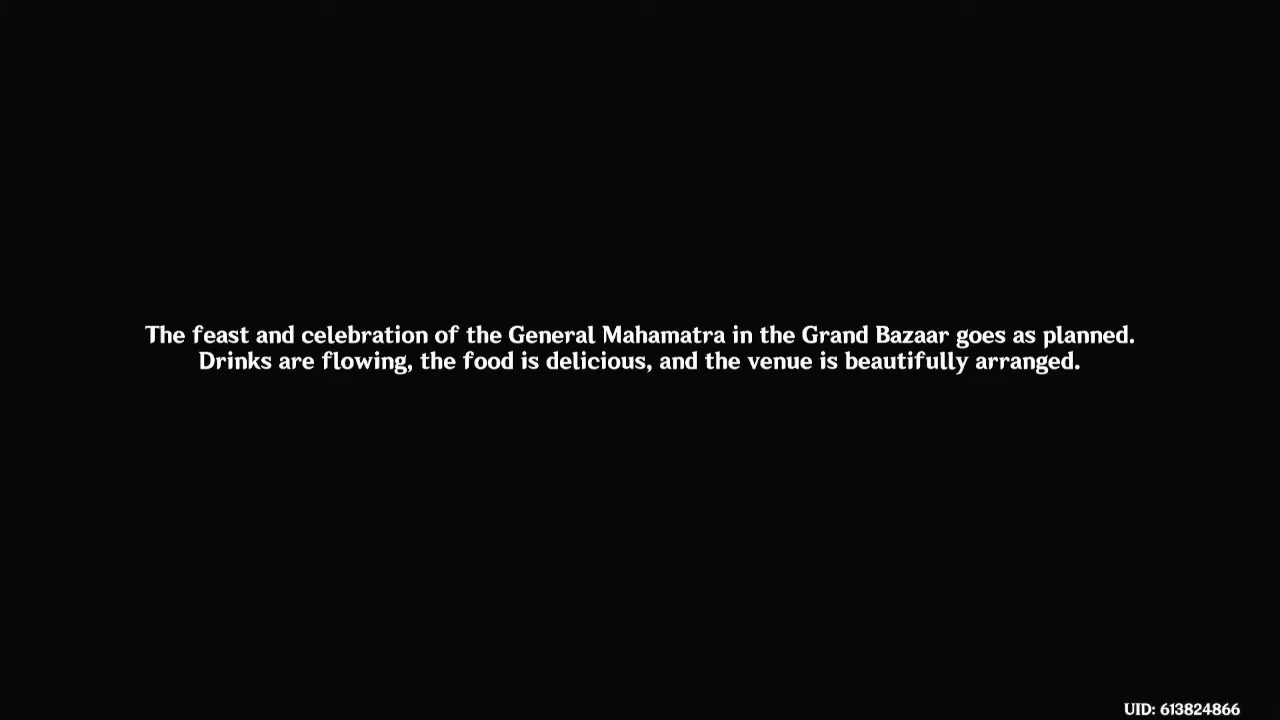 The feast and celebration of the General Mahamatra in the Grand Bazaar goes as planned.
Drinks are flowing, the food is delicious, and the venue is beautifully arranged.
UID: 613824866